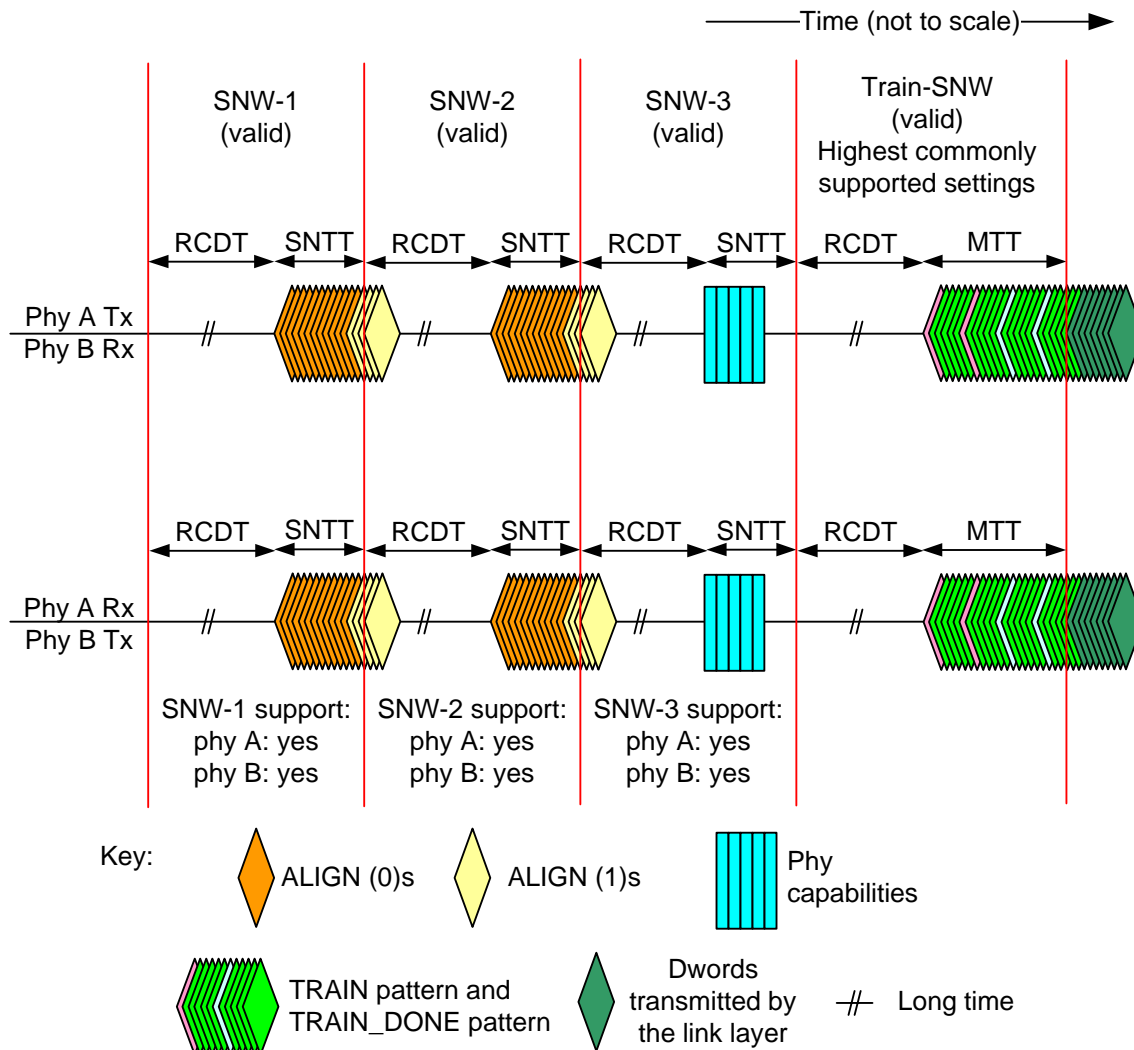 Time (not to scale)
SNW-1
(valid)
SNW-2
(valid)
SNW-3
(valid)
Train-SNW
(valid)
Highest commonly
supported settings
RCDT SNTT RCDT SNTT RCDT SNTT RCDT MTT
Phy A Tx
Phy B Rx
RCDT SNTT RCDT SNTT RCDT SNTT RCDT MTT
Phy A Rx
Phy B Tx
SNW-1 support:
phy A: yes
phy B: yes
SNW-2 support:
phy A: yes
phy B: yes
SNW-3 support:
phy A: yes
phy B: yes
Key:
ALIGN (0)s
ALIGN (1)s
Phy
capabilities
TRAIN pattern and
TRAIN_DONE pattern
Dwords
transmitted by
the link layer
Long time